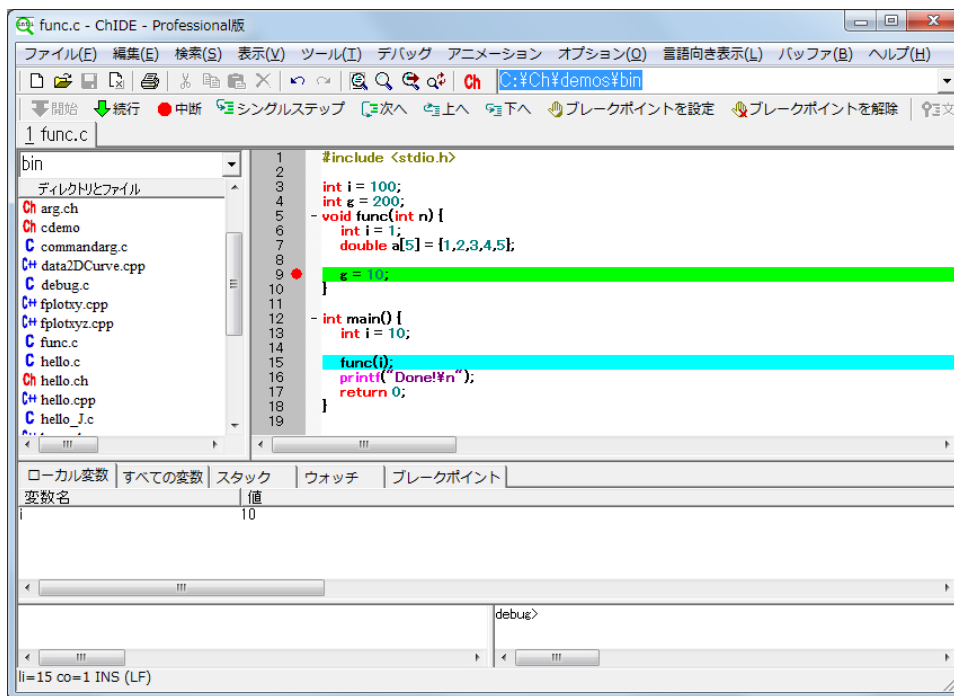 func.c - ChIDE - Professional版
ファイル(F) 編集(E) 検索(S) 表示(V) ツール(T) デバッグ アニメーション オプション(O) 言語向き表示(L) バッファ(B) ヘルプ(H)
Ch C:¥Ch¥demos¥bin
開始 続行 中断 シングルステップ 次へ 上へ 下へ ブレークポイントを設定 ブレークポイントを解除 文
1 func.c
bin
ディレクトリとファイル
Ch arg.ch
Ch cdemo
C commandarg.c
C++ data2DCurve.cpp
C debug.c
C++ fplotxy.cpp
C++ fplotxyz.cpp
C func.c
C hello.c
Ch hello.ch
C++ hello.cpp
C hello_J.c
1 #include <stdio.h>
2
3 int i = 100;
4 int g = 200;
5 - void func(int n) {
6 int i = 1;
7 double a[5] = {1,2,3,4,5};
8
9 g = 10;
10 }
11
12 - int main() {
13 int i = 10;
14
15 func(i);
16 printf("Done!¥n");
17 return 0;
18 }
19
ローカル変数 すべての変数 スタック ウォッチ ブレークポイント
変数名 値
i 10
debug>
li=15 co=1 INS (LF)